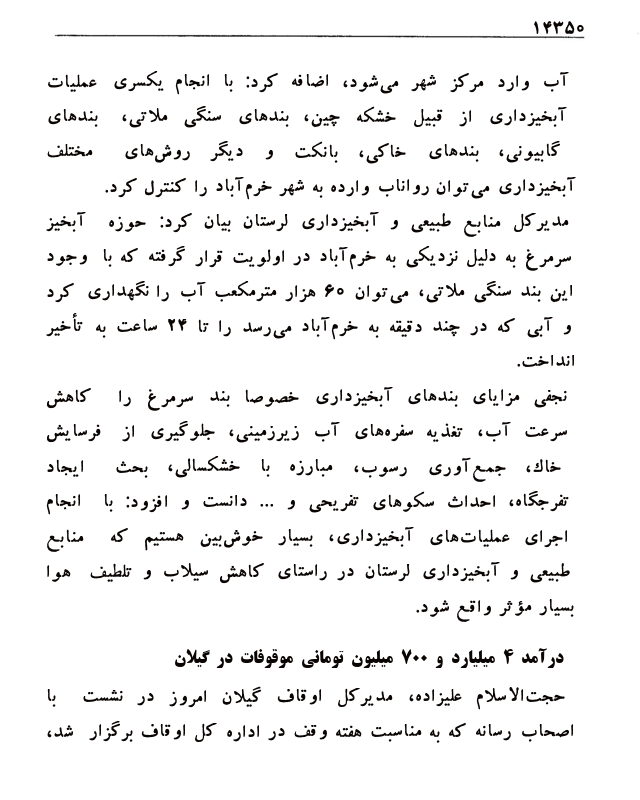 ۱۴۳۵۰
آب وارد مرکز شهر می‌شود، اضافه کرد: با انجام یکسری عملیات
آبخیزداری از قبیل خشکه چین، بندهای سنگی ملاتی، بندهای
گابیونی، بندهای خاکی، بانکت و دیگر روش‌های مختلف
آبخیزداری می‌توان رواناب وارده به شهر خرم‌آباد را کنترل کرد.
مدیرکل منابع طبیعی و آبخیزداری لرستان بیان کرد: حوزه آبخیز
سرمرغ به دلیل نزدیکی به خرم‌آباد در اولویت قرار گرفته که با وجود
این بند سنگی ملاتی، می‌توان ۶۰ هزار مترمکعب آب را نگهداری کرد
و آبی که در چند دقیقه به خرم‌آباد می‌رسد را تا ۲۴ ساعت به تأخیر
انداخت.
نجفی مزایای بندهای آبخیزداری خصوصا بند سرمرغ را کاهش
سرعت آب، تغذیه سفره‌های آب زیرزمینی، جلوگیری از فرسایش
خاک، جمع‌آوری رسوب، مبارزه با خشکسالی، بحث ایجاد
تفرجگاه، احداث سکوهای تفریحی و ... دانست و افزود: با انجام
اجرای عملیات‌های آبخیزداری، بسیار خوش‌بین هستیم که منابع
طبیعی و آبخیزداری لرستان در راستای کاهش سیلاب و تلطیف هوا
بسیار مؤثر واقع شود.
درآمد ۴ میلیارد و ۷۰۰ میلیون تومانی موقوفات در گیلان
حجت‌الاسلام علیزاده، مدیرکل اوقاف گیلان امروز در نشست با
اصحاب رسانه که به مناسبت هفته وقف در اداره کل اوقاف برگزار شد،